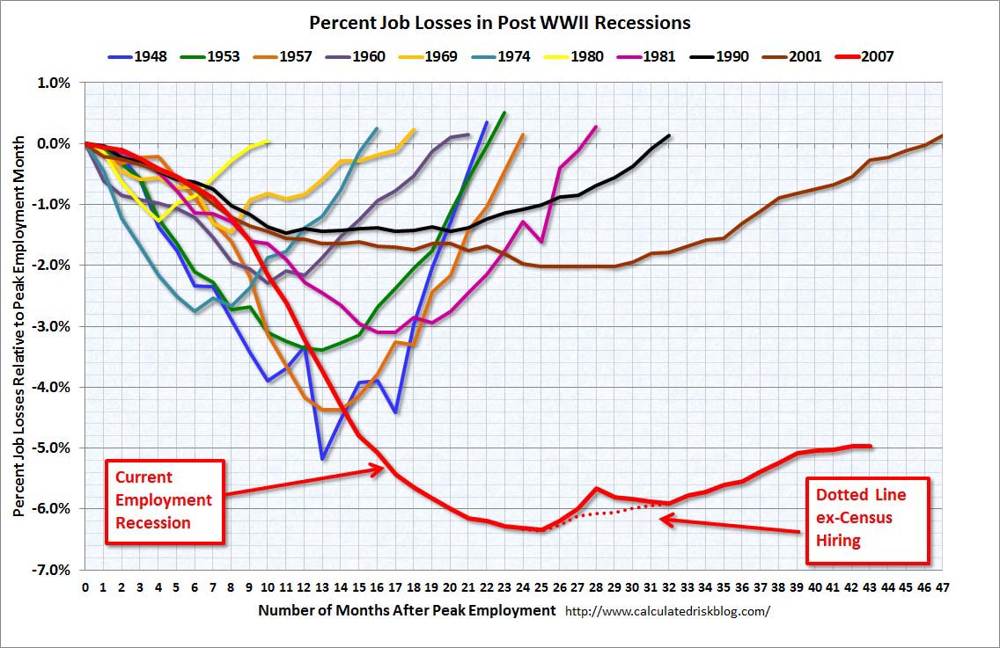 Percent Job Losses in Post WWII Recessions
1948 1953 1957 1960 1969 1974 1980 1981 1990 2001 2007
Percent Job Losses Relative to Peak Employment Month
1.0%
0.0%
-1.0%
-2.0%
-3.0%
-4.0%
-5.0%
-6.0%
-7.0%
Current
Employment
Recession
Dotted Line
ex-Census
Hiring
0 1 2 3 4 5 6 7 8 9 10 11 12 13 14 15 16 17 18 19 20 21 22 23 24 25 26 27 28 29 30 31 32 33 34 35 36 37 38 39 40 41 42 43 44 45 46 47
Number of Months After Peak Employment http://www.calculatedriskblog.com/